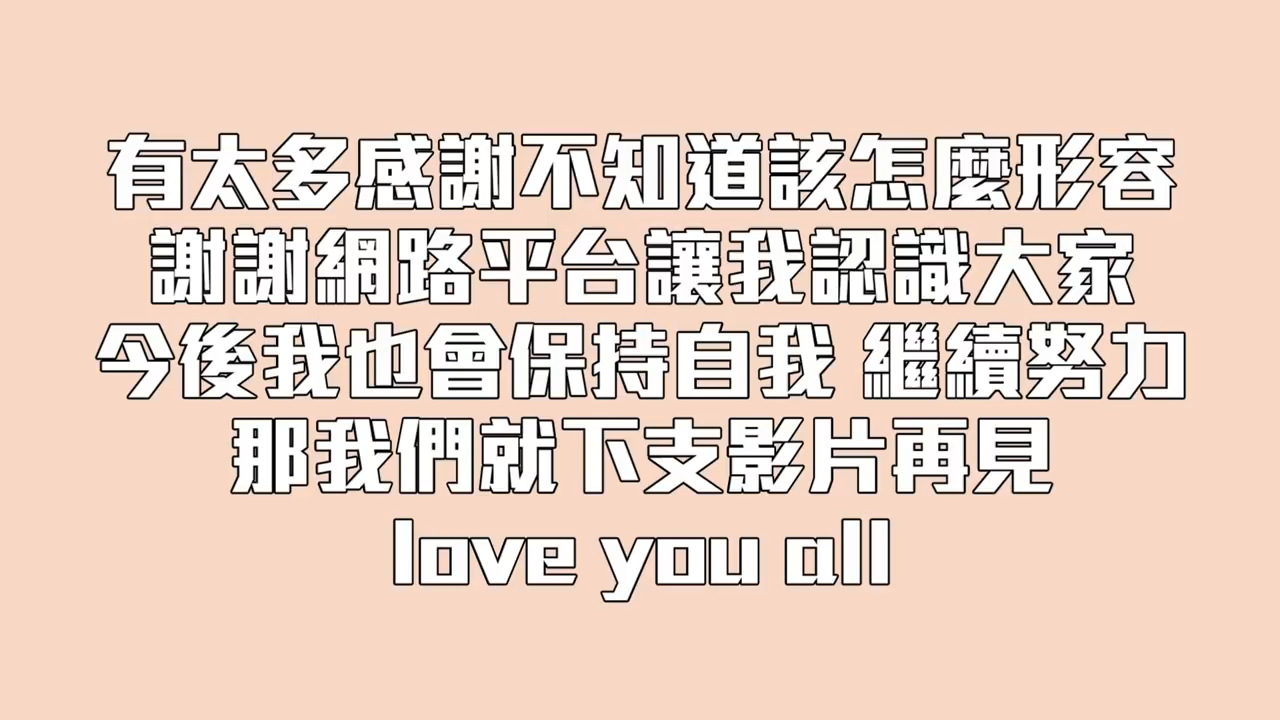 有太多感謝不知道該怎麼形容
謝謝網路平台讓我認識大家
今後我也會保持自我 繼續努力
那我們就下支影片再見
love you all